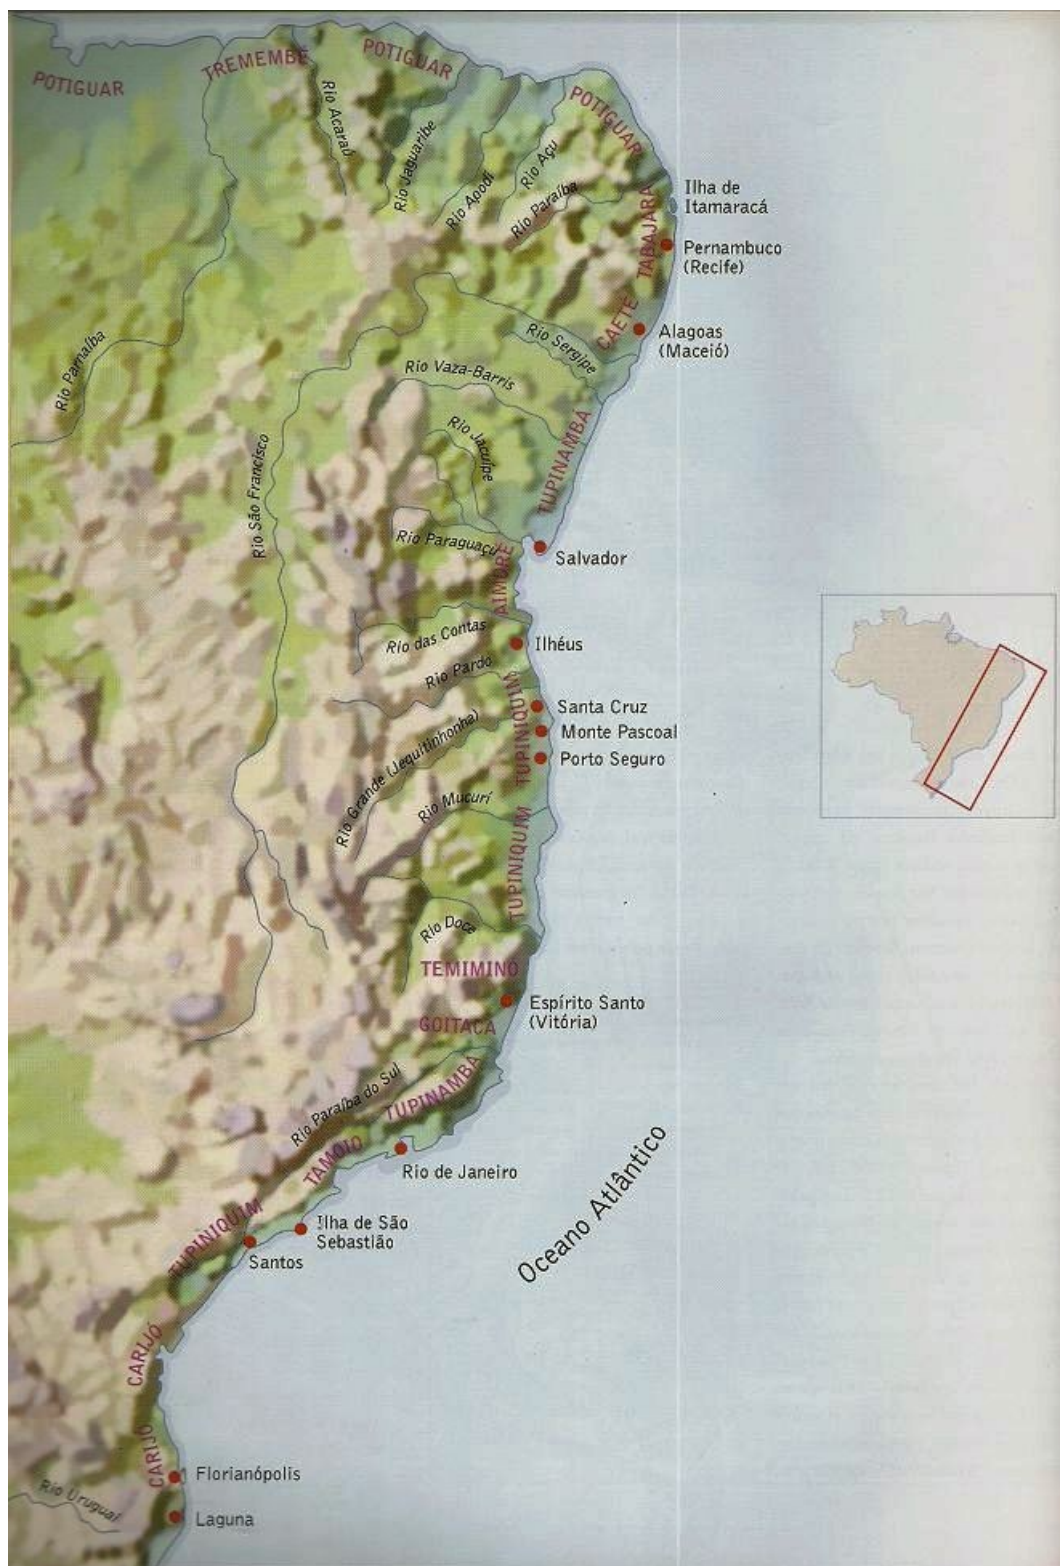 POTIGUAR
TREMEMBÉ
POTIGUAR
POTIGUAR
Rio Acaraú
Rio Jaguaribe
Rio Apodi
Rio Açu
Rio Paraíba
TABAJARA
Ilha de
Itamaracá
Pernambuco
(Recife)
CAETÉ
Alagoas
(Maceió)
Rio Parnaíba
Rio Sergipe
Rio Vaza-Barris
Rio Jacuípe
TUPINAMBÁ
Rio São Francisco
Rio Paraguaçu
Salvador
AIMORÉ
Rio das Contas
Ilhéus
Rio Pardo
TUPINIQUIM
Santa Cruz
Monte Pascoal
Porto Seguro
Rio Grande (Jequitinhonha)
Rio Mucurí
TUPINIQUIM
Rio Doce
TEMIMINO
Espírito Santo
(Vitória)
GOITACA
Rio Paraíba do Sul
TUPINAMBÁ
TAMOIO
Rio de Janeiro
Oceano Atlântico
TUPINIQUIM
Ilha de São
Sebastião
Santos
CARIJÓ
CARIJÓ
Florianópolis
Rio Uruguai
Laguna